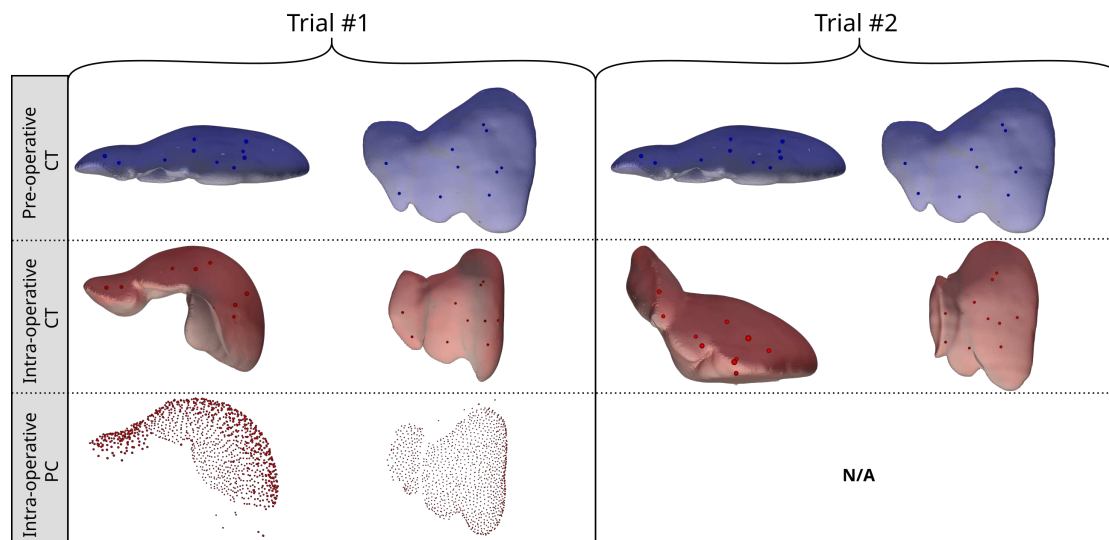 Trial #1
Trial #2
Pre-operative
CT
Intra-operative
CT
Intra-operative
PC
N/A